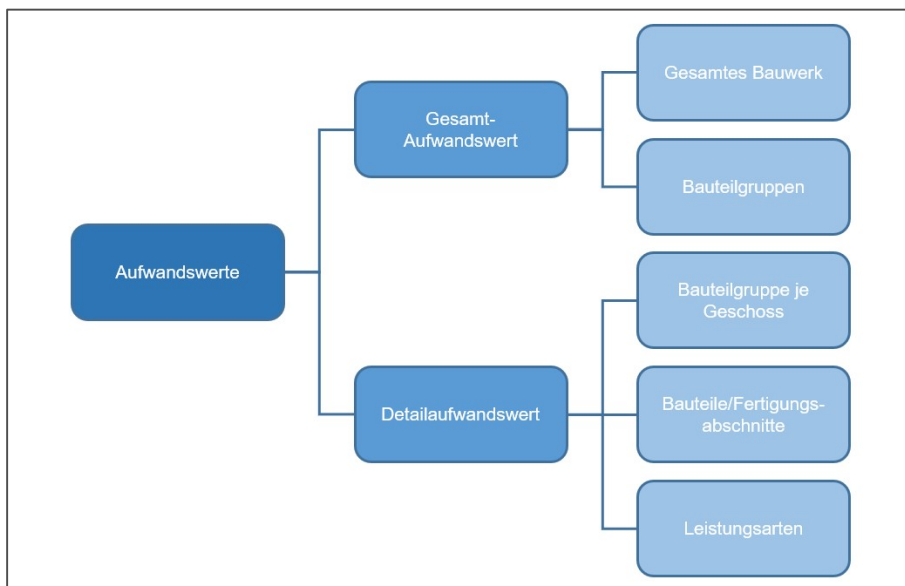 Aufwandswerte
Gesamt-
Aufwandswert
Gesamtes Bauwerk
Bauteilgruppen
Detailaufwandswert
Bauteilgruppe je
Geschoss
Bauteile/Fertigungs-
abschnitte
Leistungsarten